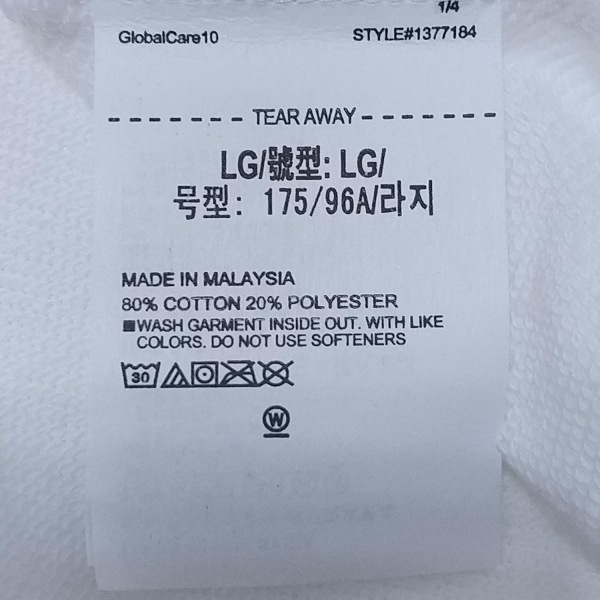 1/4
GlobalCare10 STYLE#1377184
TEAR AWAY
LG/號型: LG/
号型: 175/96A/라지
MADE IN MALAYSIA
80% COTTON 20% POLYESTER
■WASH GARMENT INSIDE OUT. WITH LIKE
COLORS. DO NOT USE SOFTENERS
30
W